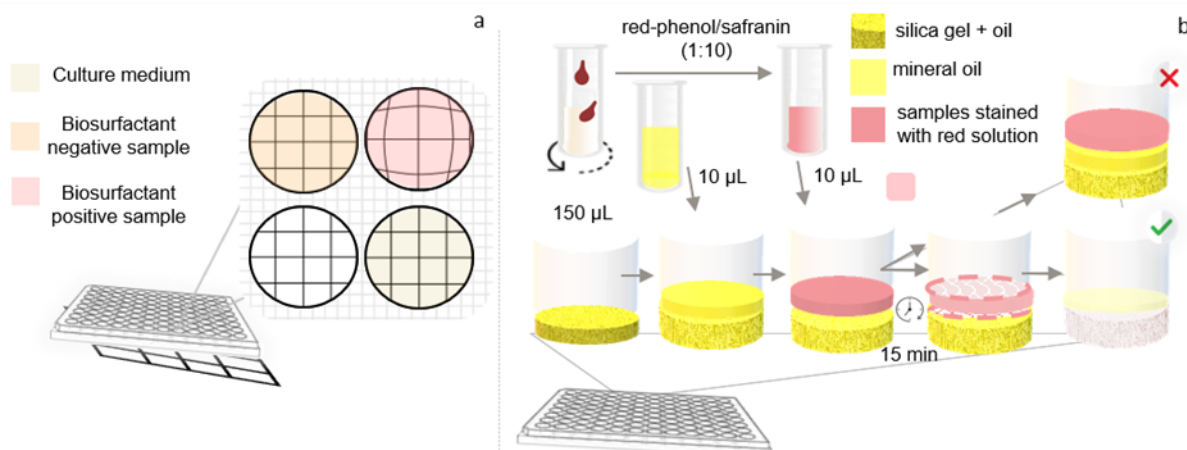 a
Culture medium
Biosurfactant
negative sample
Biosurfactant
positive sample
b
red-phenol/safranin
(1:10)
silica gel + oil
mineral oil
samples stained
with red solution
10 µL
10 µL
150 µL
15 min